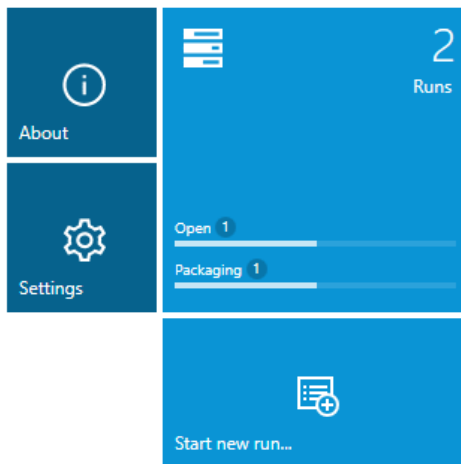 About
2
Runs
Open 1
Packaging 1
Settings
Start new run...